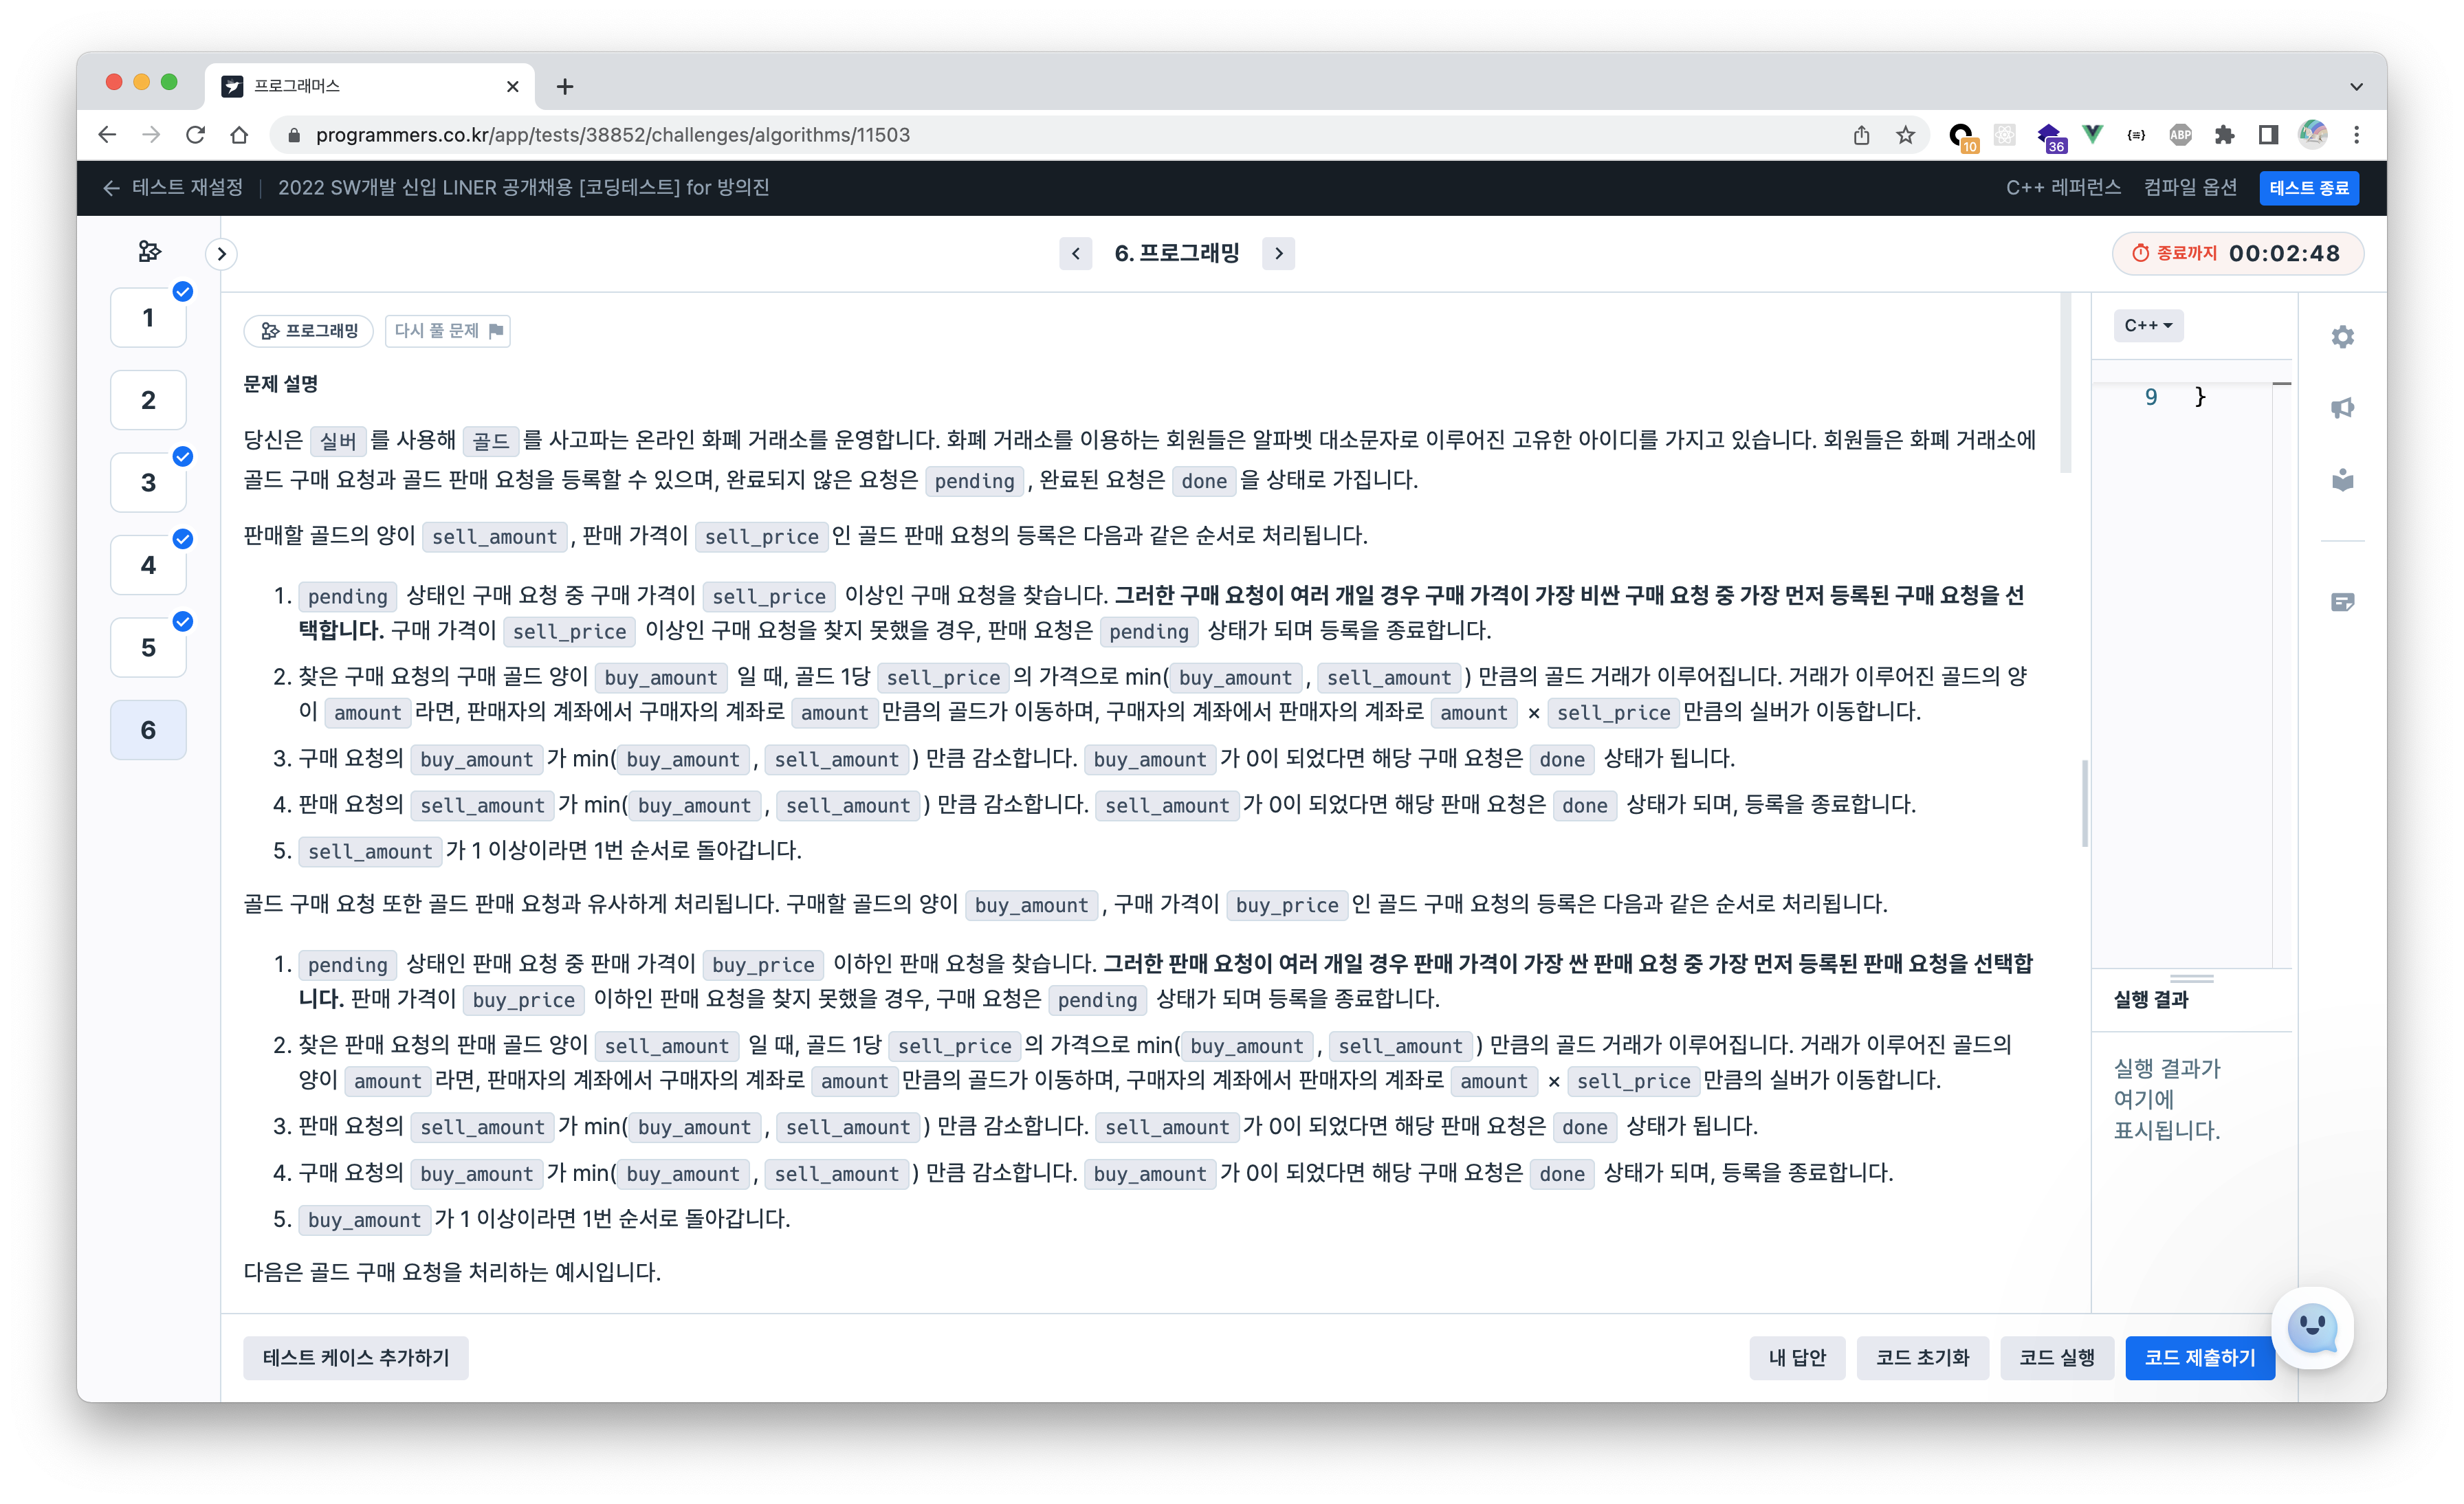 프로그래머스
programmers.co.kr/app/tests/38852/challenges/algorithms/11503
10
36
{≡}
ABP
테스트 재설정 | 2022 SW개발 신입 LINER 공개채용 [코딩테스트] for 방의진
C++ 레퍼런스 컴파일 옵션 테스트 종료
6. 프로그래밍
종료까지 00:02:48
1
2
3
4
5
6
프로그래밍 다시 풀 문제
문제 설명
당신은 실버 를 사용해 골드 를 사고파는 온라인 화폐 거래소를 운영합니다. 화폐 거래소를 이용하는 회원들은 알파벳 대소문자로 이루어진 고유한 아이디를 가지고 있습니다. 회원들은 화폐 거래소에
골드 구매 요청과 골드 판매 요청을 등록할 수 있으며, 완료되지 않은 요청은 pending , 완료된 요청은 done 을 상태로 가집니다.
판매할 골드의 양이 sell_amount , 판매 가격이 sell_price 인 골드 판매 요청의 등록은 다음과 같은 순서로 처리됩니다.
1. pending 상태인 구매 요청 중 구매 가격이 sell_price 이상인 구매 요청을 찾습니다. 그러한 구매 요청이 여러 개일 경우 구매 가격이 가장 비싼 구매 요청 중 가장 먼저 등록된 구매 요청을 선
택합니다. 구매 가격이 sell_price 이상인 구매 요청을 찾지 못했을 경우, 판매 요청은 pending 상태가 되며 등록을 종료합니다.
2. 찾은 구매 요청의 구매 골드 양이 buy_amount 일 때, 골드 1당 sell_price 의 가격으로 min( buy_amount , sell_amount ) 만큼의 골드 거래가 이루어집니다. 거래가 이루어진 골드의 양
이 amount 라면, 판매자의 계좌에서 구매자의 계좌로 amount 만큼의 골드가 이동하며, 구매자의 계좌에서 판매자의 계좌로 amount × sell_price 만큼의 실버가 이동합니다.
3. 구매 요청의 buy_amount 가 min( buy_amount , sell_amount ) 만큼 감소합니다. buy_amount 가 0이 되었다면 해당 구매 요청은 done 상태가 됩니다.
4. 판매 요청의 sell_amount 가 min( buy_amount , sell_amount ) 만큼 감소합니다. sell_amount 가 0이 되었다면 해당 판매 요청은 done 상태가 되며, 등록을 종료합니다.
5. sell_amount 가 1 이상이라면 1번 순서로 돌아갑니다.
골드 구매 요청 또한 골드 판매 요청과 유사하게 처리됩니다. 구매할 골드의 양이 buy_amount , 구매 가격이 buy_price 인 골드 구매 요청의 등록은 다음과 같은 순서로 처리됩니다.
1. pending 상태인 판매 요청 중 판매 가격이 buy_price 이하인 판매 요청을 찾습니다. 그러한 판매 요청이 여러 개일 경우 판매 가격이 가장 싼 판매 요청 중 가장 먼저 등록된 판매 요청을 선택합
니다. 판매 가격이 buy_price 이하인 판매 요청을 찾지 못했을 경우, 구매 요청은 pending 상태가 되며 등록을 종료합니다.
2. 찾은 판매 요청의 판매 골드 양이 sell_amount 일 때, 골드 1당 sell_price 의 가격으로 min( buy_amount , sell_amount ) 만큼의 골드 거래가 이루어집니다. 거래가 이루어진 골드의
양이 amount 라면, 판매자의 계좌에서 구매자의 계좌로 amount 만큼의 골드가 이동하며, 구매자의 계좌에서 판매자의 계좌로 amount × sell_price 만큼의 실버가 이동합니다.
3. 판매 요청의 sell_amount 가 min( buy_amount , sell_amount ) 만큼 감소합니다. sell_amount 가 0이 되었다면 해당 판매 요청은 done 상태가 됩니다.
4. 구매 요청의 buy_amount 가 min( buy_amount , sell_amount ) 만큼 감소합니다. buy_amount 가 0이 되었다면 해당 구매 요청은 done 상태가 되며, 등록을 종료합니다.
5. buy_amount 가 1 이상이라면 1번 순서로 돌아갑니다.
다음은 골드 구매 요청을 처리하는 예시입니다.
C++
9 }
실행 결과
실행 결과가
여기에
표시됩니다.
테스트 케이스 추가하기
내 답안 코드 초기화 코드 실행 코드 제출하기